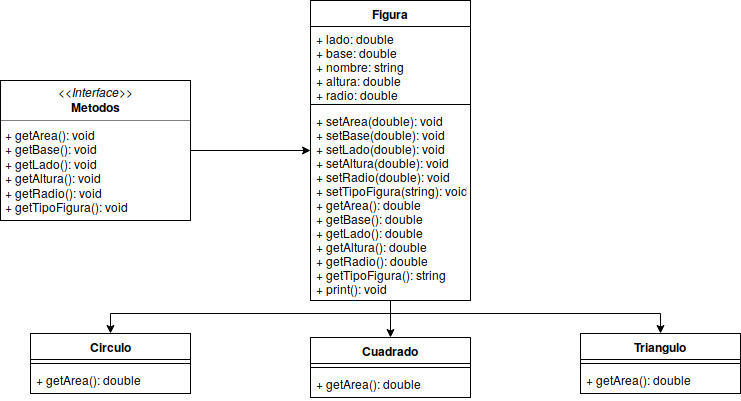 <<Interface>>
Metodos
+ getArea(): void
+ getBase(): void
+ getLado(): void
+ getAltura(): void
+ getRadio(): void
+ getTipoFigura(): void
Figura
+ lado: double
+ base: double
+ nombre: string
+ altura: double
+ radio: double
+ setArea(double): void
+ setBase(double): void
+ setLado(double): void
+ setAltura(double): void
+ setRadio(double): void
+ setTipoFigura(string): void
+ getArea(): double
+ getBase(): double
+ getLado(): double
+ getAltura(): double
+ getRadio(): double
+ getTipoFigura(): string
+ print(): void
Circulo
+ getArea(): double
Cuadrado
+ getArea(): double
Triangulo
+ getArea(): double